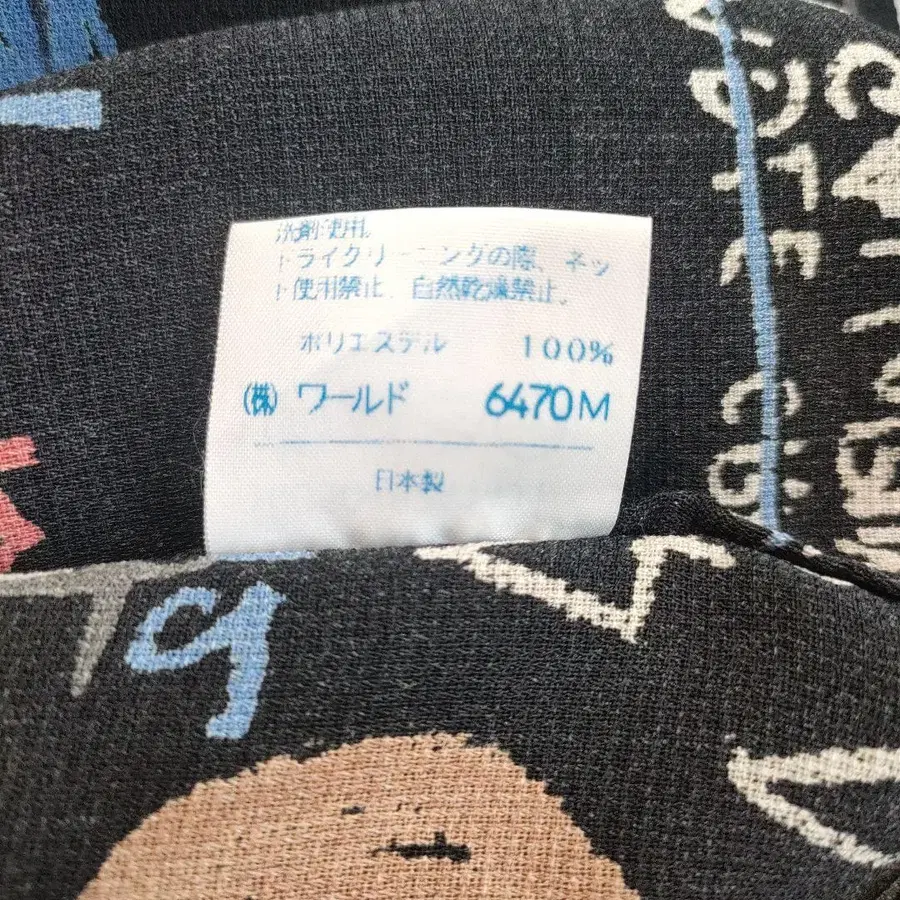 洗剤使用。
ドライクリーニングの際、ネッ
ト使用禁止。自然乾燥禁止。
ポリエステル 100%
(株) ワールド 6470M
日本製